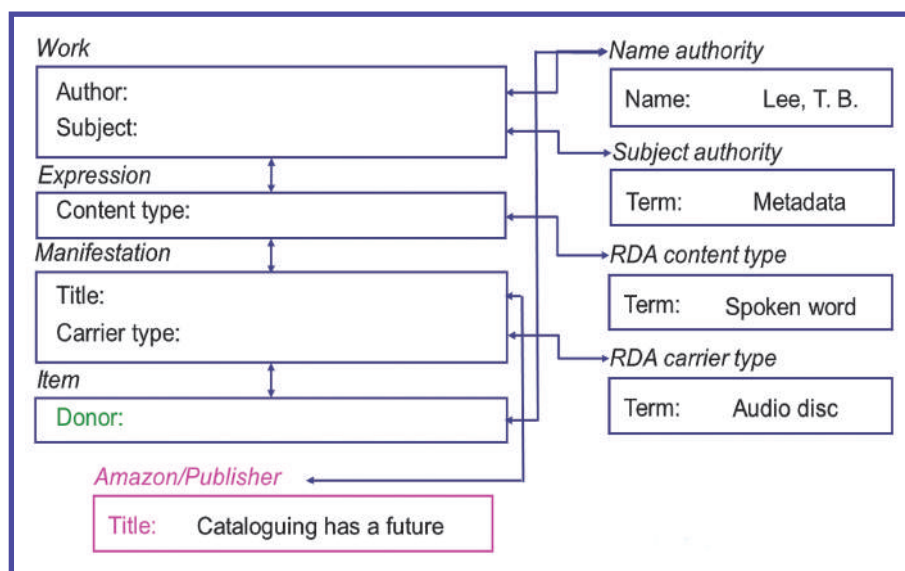 Work
Author:
Subject:
Expression
Content type:
Manifestation
Title:
Carrier type:
Item
Donor:
Amazon/Publisher
Title: Cataloguing has a future
Name authority
Name: Lee, T. B.
Subject authority
Term: Metadata
RDA content type
Term: Spoken word
RDA carrier type
Term: Audio disc